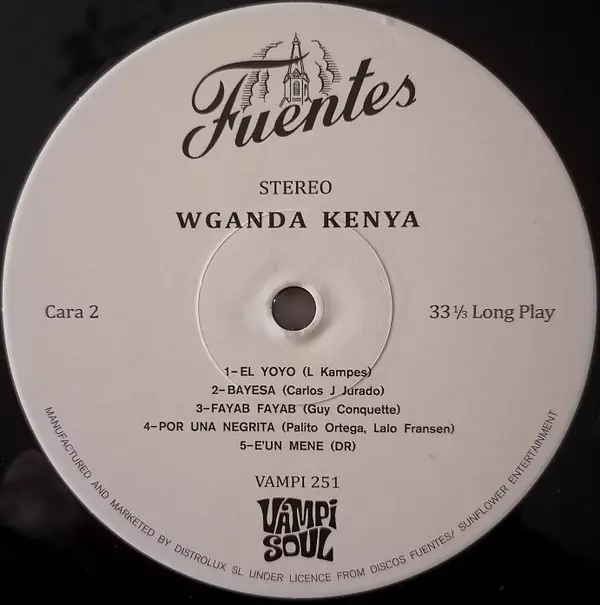 Fuentes
STEREO
WGANDA KENYA
Cara 2
33 ⅓ Long Play
1-EL YOYO (L Kampes)
2-BAYESA (Carlos J Jurado)
3-FAYAB FAYAB (Guy Conquette)
4-POR UNA NEGRITA (Palito Ortega, Lalo Fransen)
5-E'UN MENE (DR)
VAMPI 251
VAMPI
SOUL
MANUFACTURED AND MARKETED BY DISTROLUX SL UNDER LICENCE FROM DISCOS FUENTES/ SUNFLOWER ENTERTAINMENT